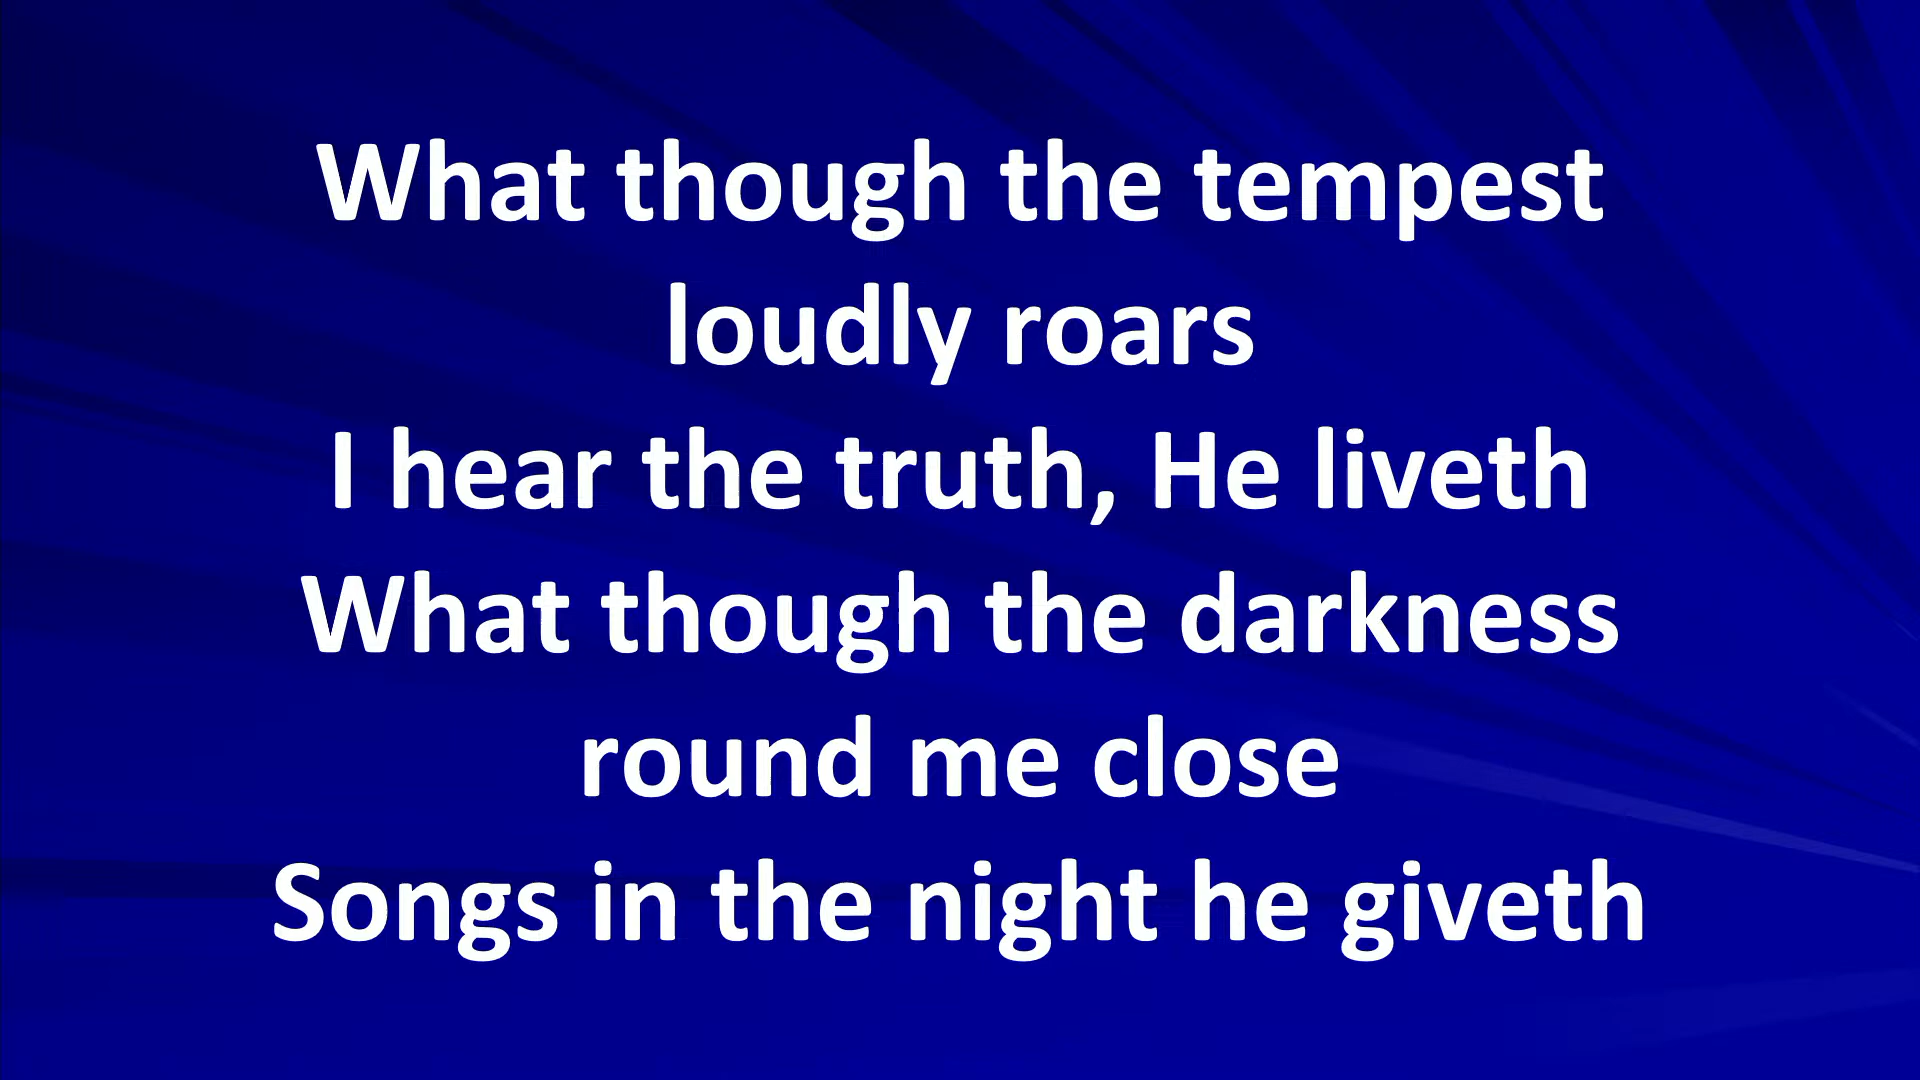 What though the tempest
loudly roars
I hear the truth, He liveth
What though the darkness
round me close
Songs in the night he giveth